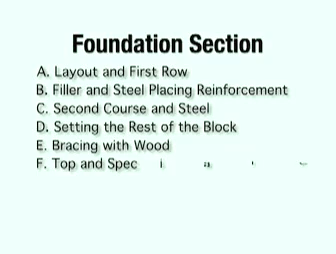 Foundation Section
A. Layout and First Row
B. Filler and Steel Placing Reinforcement
C. Second Course and Steel
D. Setting the Rest of the Block
E. Bracing with Wood
F. Top and Spec